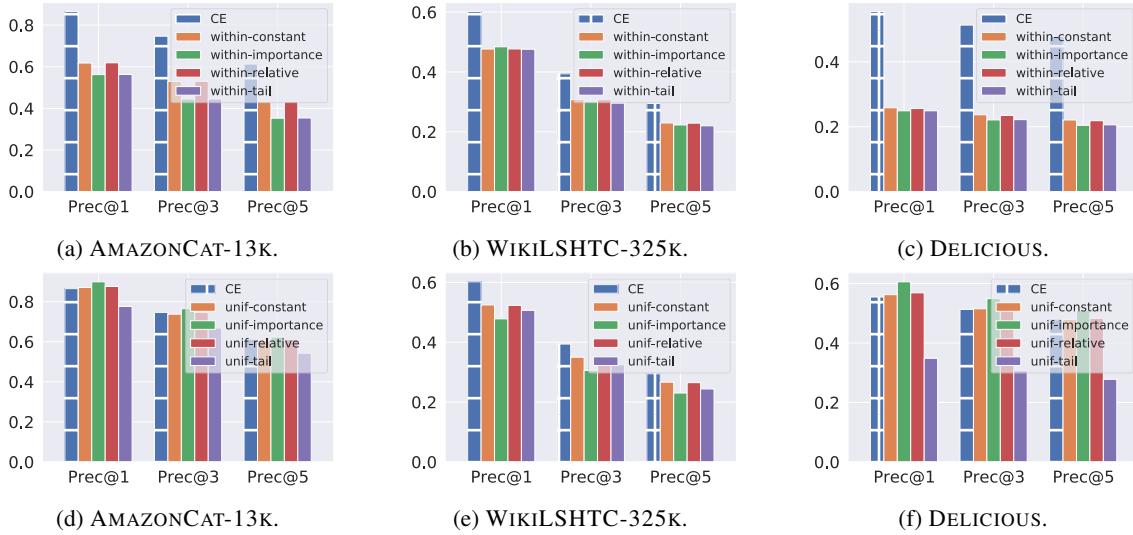 0.8
0.6
0.4
0.2
0.0
CE
within-constant
within-importance
within-relative
within-tail
Prec@1 Prec@3 Prec@5
(a) AMAZONCAT-13K.
0.6
0.4
0.2
0.0
CE
within-constant
within-importance
within-relative
within-tail
Prec@1 Prec@3 Prec@5
(b) WIKILSHTC-325K.
0.4
0.2
0.0
CE
within-constant
within-importance
within-relative
within-tail
Prec@1 Prec@3 Prec@5
(c) DELICIOUS.
0.8
0.6
0.4
0.2
0.0
CE
unif-constant
unif-importance
unif-relative
unif-tail
Prec@1 Prec@3 Prec@5
(d) AMAZONCAT-13K.
0.6
0.4
0.2
0.0
CE
unif-constant
unif-importance
unif-relative
unif-tail
Prec@1 Prec@3 Prec@5
(e) WIKILSHTC-325K.
0.6
0.4
0.2
0.0
CE
unif-constant
unif-importance
unif-relative
unif-tail
Prec@1 Prec@3 Prec@5
(f) DELICIOUS.